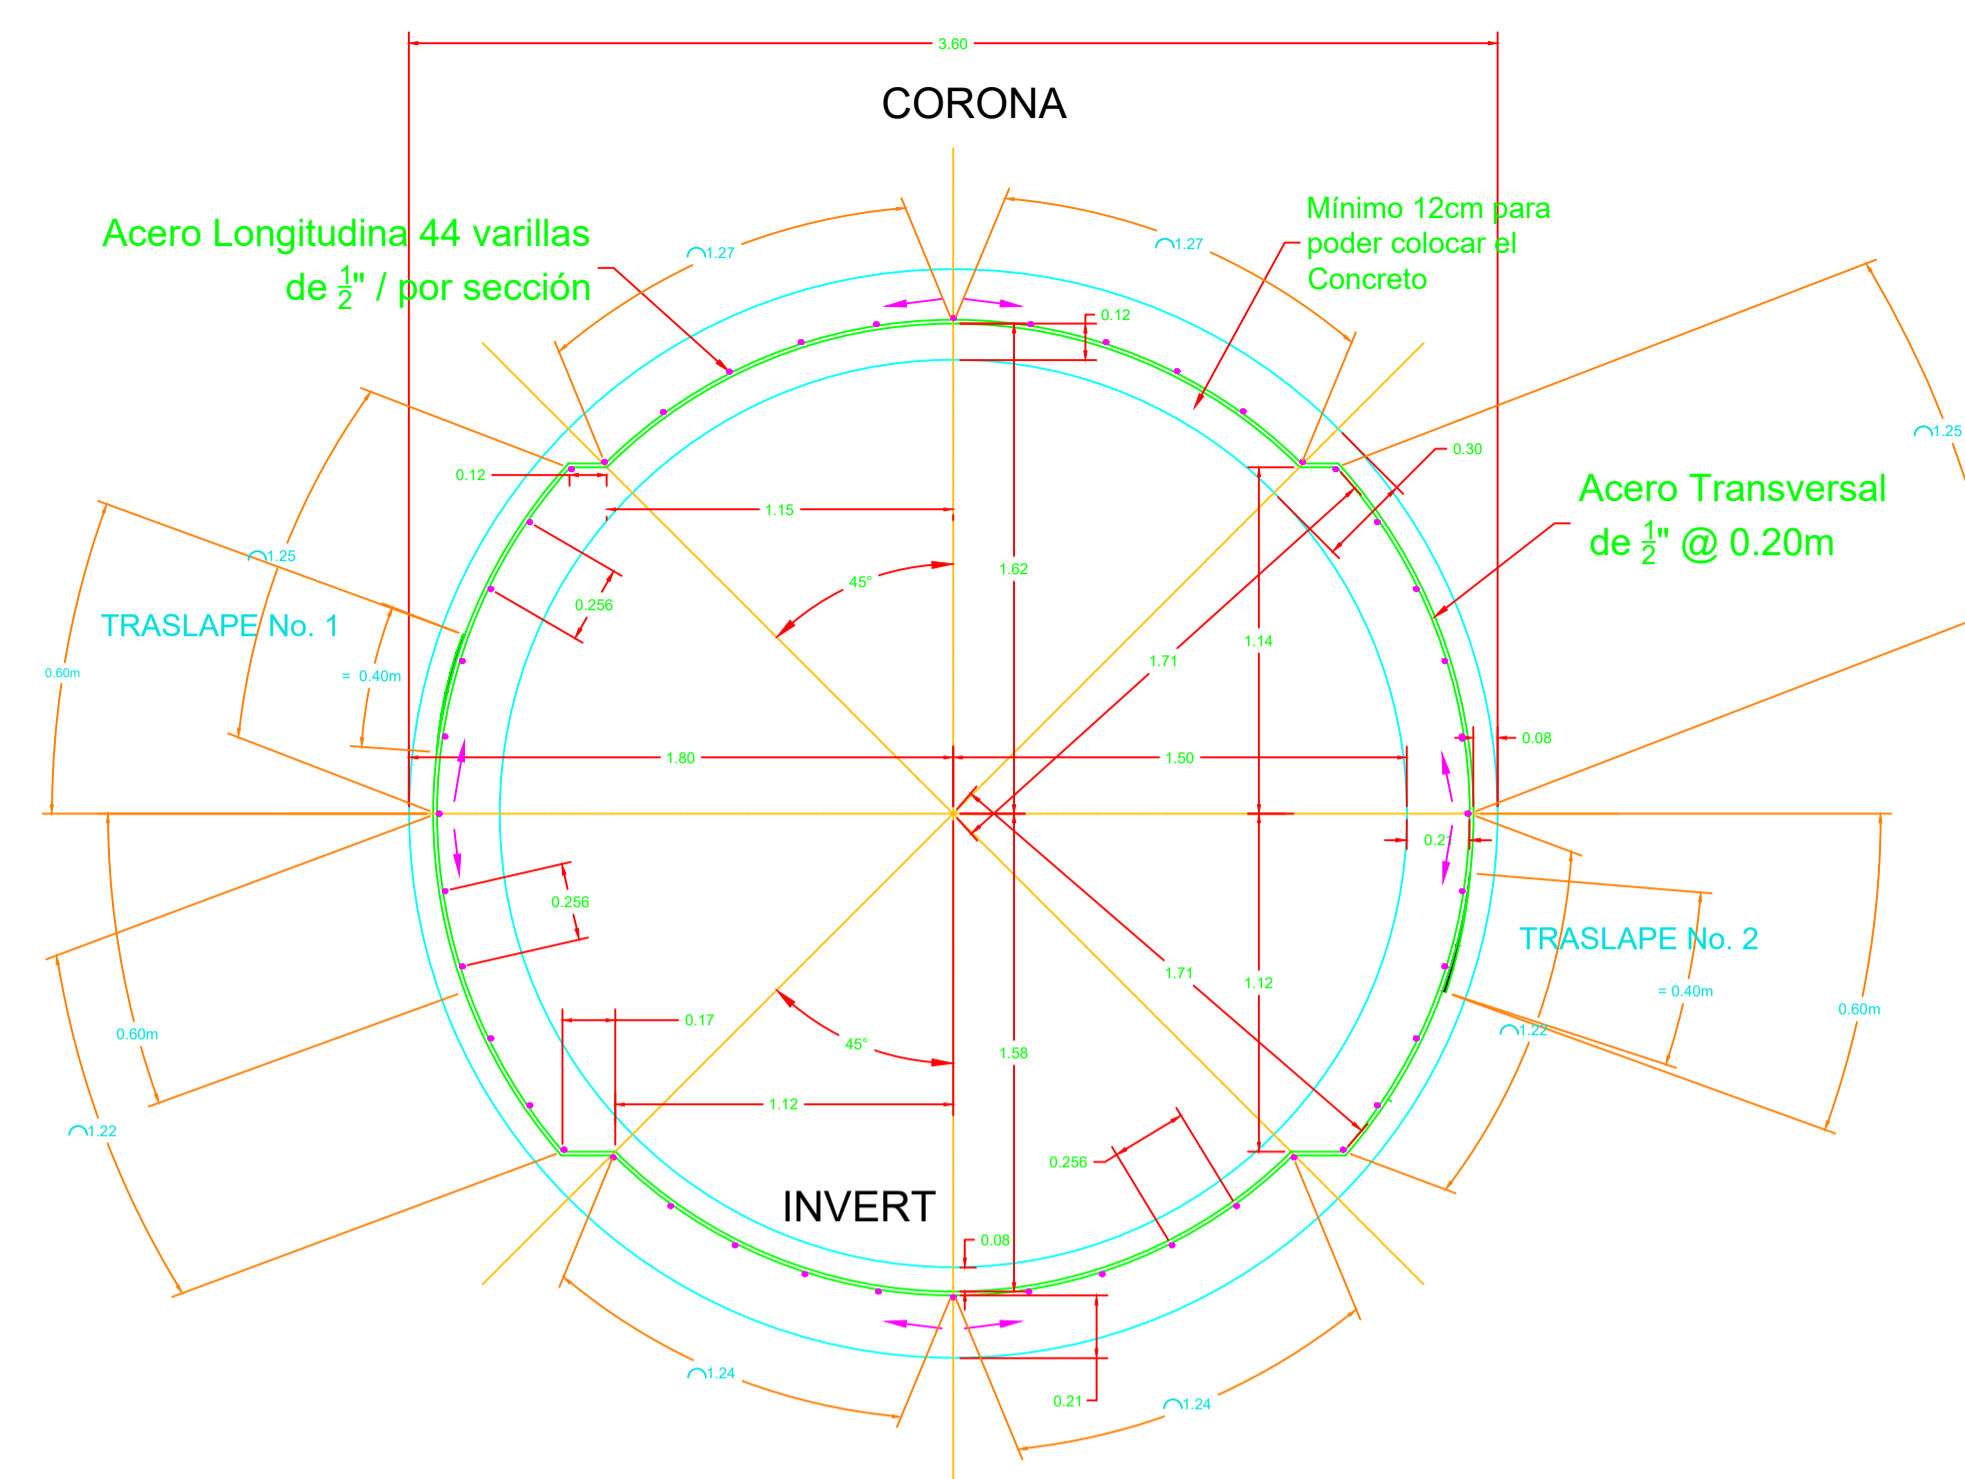 3.60
CORONA
Acero Longitudina 44 varillas
de 1/2" / por sección
⌒1.27
⌒1.27
Mínimo 12cm para
poder colocar el
Concreto
0.12
0.30
⌒1.25
0.12
1.15
Acero Transversal
de 1/2" @ 0.20m
⌒1.25
45°
1.62
0.256
TRASLAPE No. 1
1.14
1.71
0.60m
= 0.40m
0.08
1.80
1.50
0.21
0.256
TRASLAPE No. 2
1.71
1.12
= 0.40m
0.60m
0.17
0.60m
⌒1.22
45°
1.58
1.12
⌒1.22
0.256
INVERT
0.08
⌒1.24
0.21
⌒1.24